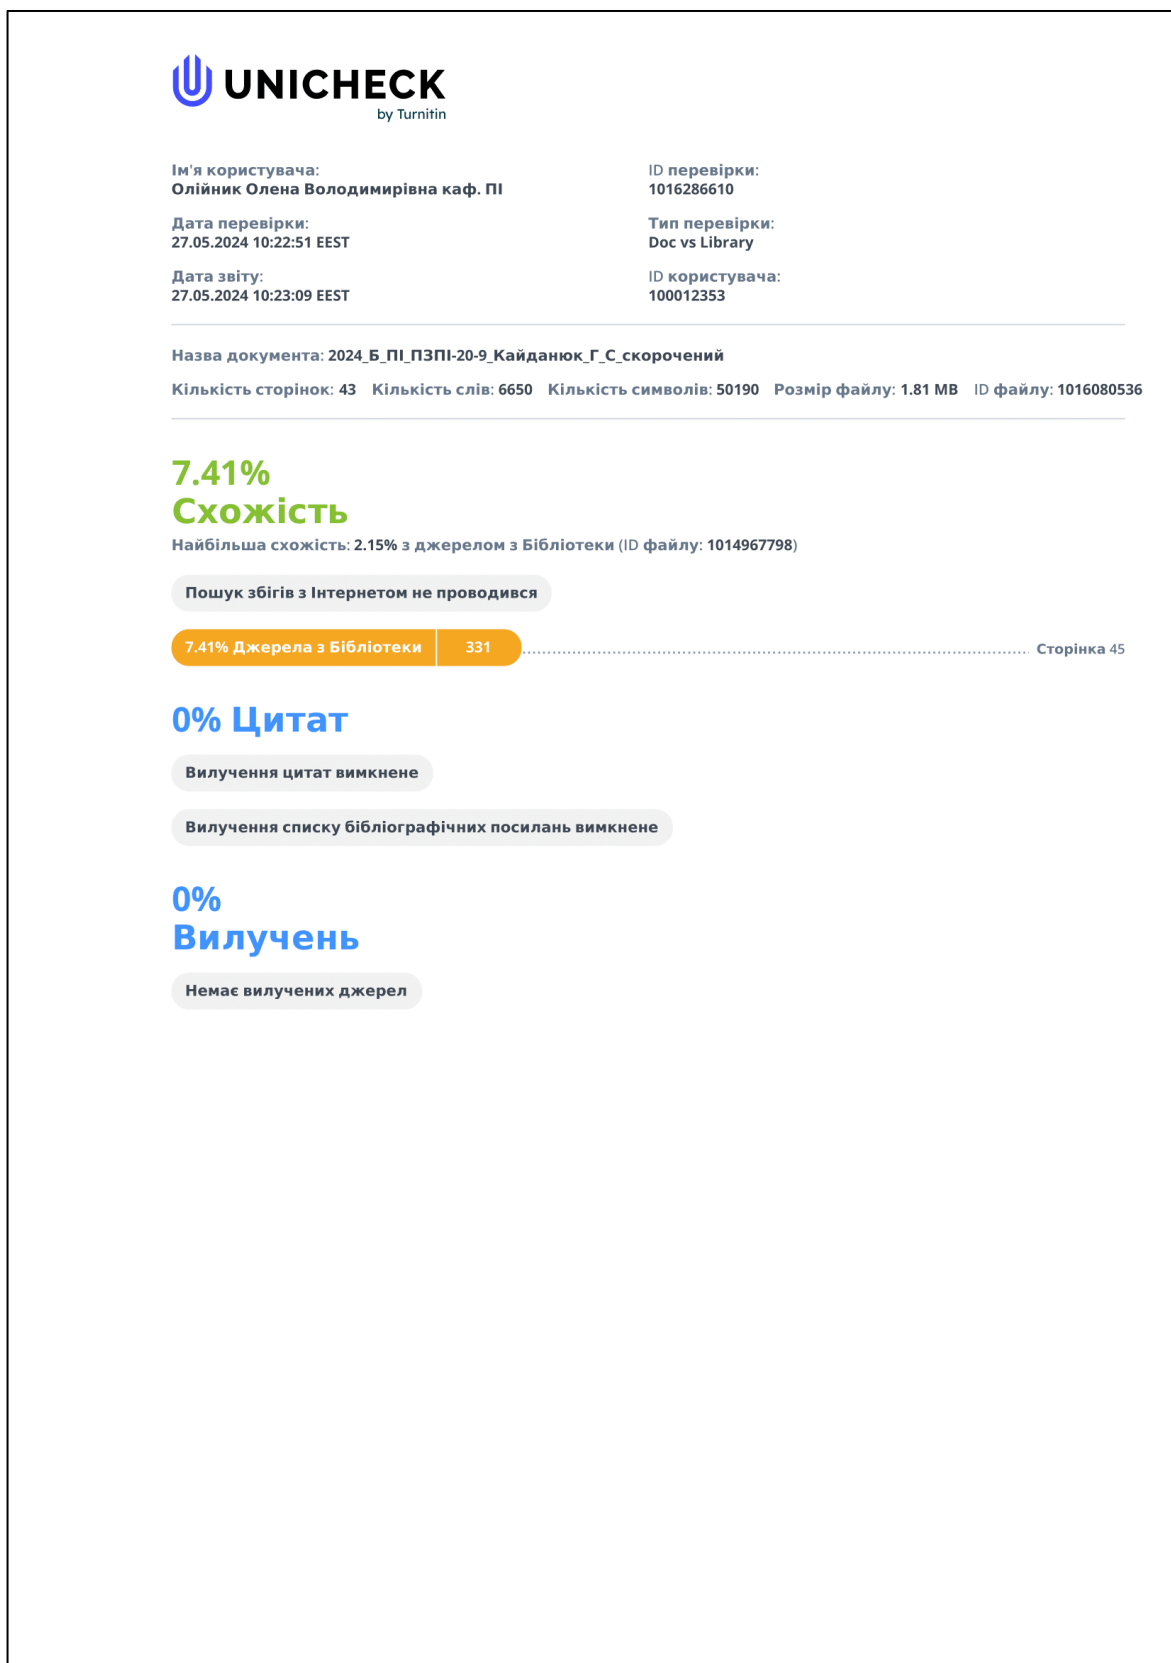 UNICHECK
by Turnitin
Ім'я користувача:
Олійник Олена Володимирівна каф. ПІ
ID перевірки:
1016286610
Дата перевірки:
27.05.2024 10:22:51 EEST
Тип перевірки:
Doc vs Library
Дата звіту:
27.05.2024 10:23:09 EEST
ID користувача:
100012353
Назва документа: 2024_Б_ПІ_ПЗПІ-20-9_Кайданюк_Г_С_скорочений
Кількість сторінок: 43 Кількість слів: 6650 Кількість символів: 50190 Розмір файлу: 1.81 MB ID файлу: 1016080536
7.41%
Схожість
Найбільша схожість: 2.15% з джерелом з Бібліотеки (ID файлу: 1014967798)
Пошук збігів з Інтернетом не проводився
7.41% Джерела з Бібліотеки 331 Сторінка 45
0% Цитат
Вилучення цитат вимкнене
Вилучення списку бібліографічних посилань вимкнене
0%
Вилучень
Немає вилучених джерел